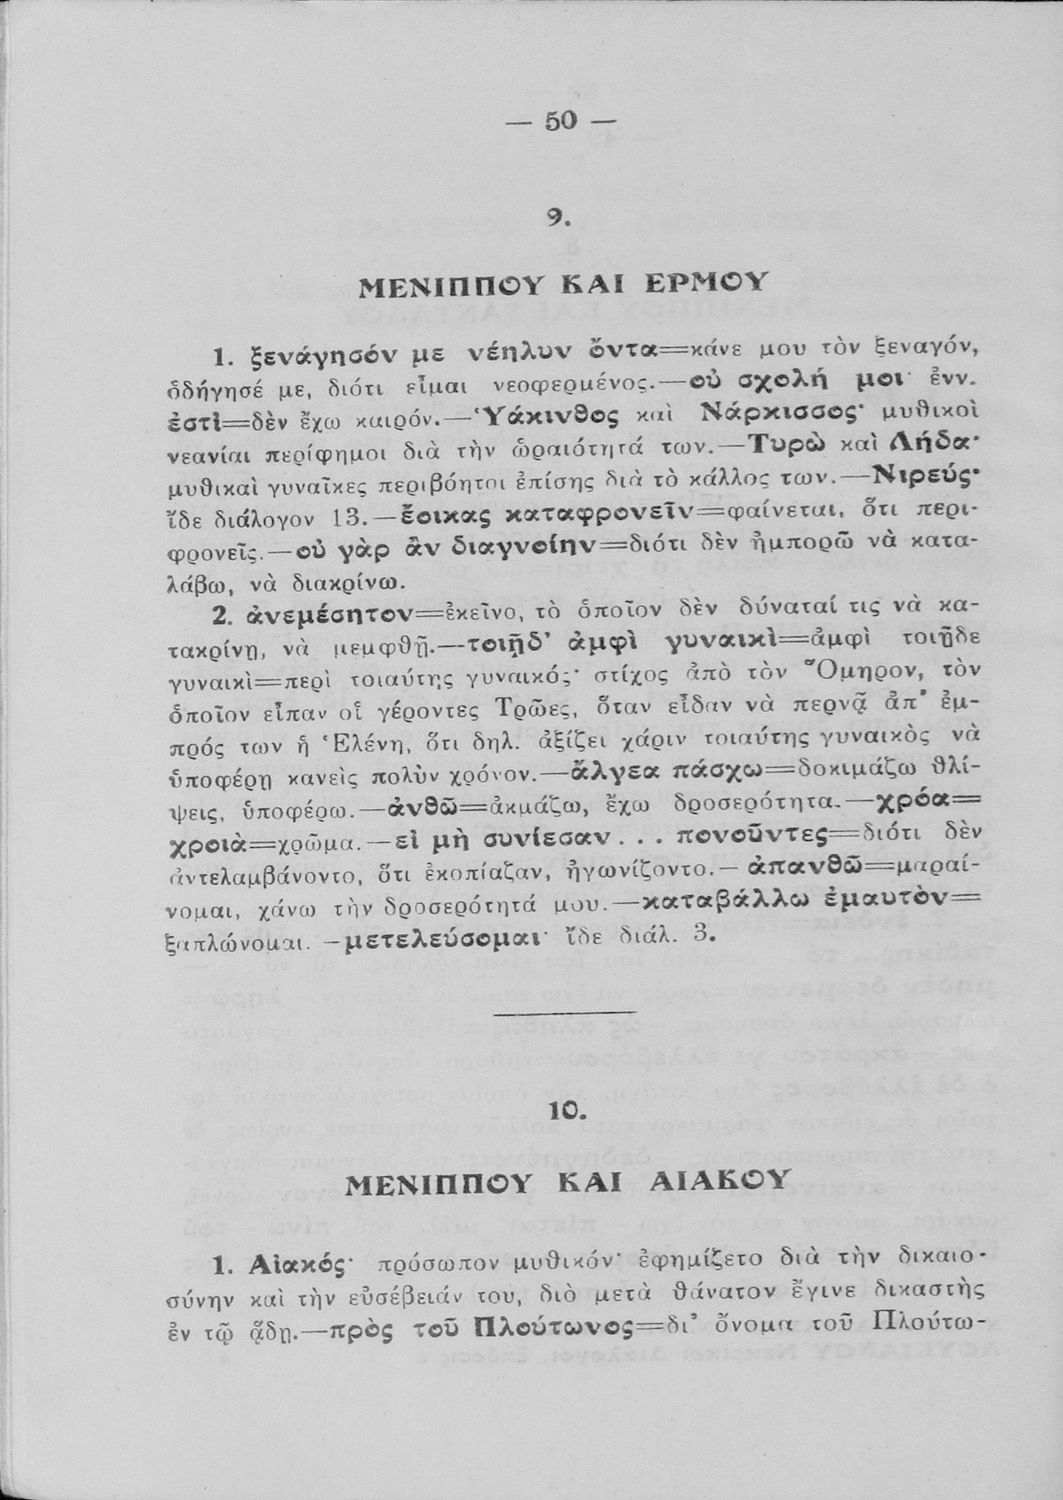 — 50 —
9.
ΜΕΝΙΠΠΟΥ ΚΑΙ ΕΡΜΟΥ
1. ξενάγησόν με νέηλυν ὄντα=κάνε μου τὸν ξεναγόν,
ὁδήγησέ με, διότι εἶμαι νεοφερμένος.—οὐ σχολή μοι· ἐνν.
ἐστὶ=δὲν ἔχω καιρόν.—Ὑάκινθος καὶ Νάρκισσος· μυθικοὶ
νεανίαι περίφημοι διὰ τὴν ὡραιότητά των.—Τυρὼ καὶ Λήδα·
μυθικαὶ γυναῖκες περιβόητοι ἐπίσης διὰ τὸ κάλλος των.—Νιρεύς·
ἴδε διάλογον 13.—ἔοικας καταφρονεῖν=φαίνεται, ὅτι περι-
φρονεῖς.—οὐ γὰρ ἂν διαγνοίην=διότι δὲν ἠμπορῶ νὰ κατα-
λάβω, νὰ διακρίνω.
2. ἀνεμέσητον=ἐκεῖνο, τὸ ὁποῖον δὲν δύναταί τις νὰ κα-
τακρίνῃ, νὰ μεμφθῇ.—τοιῇδ' ἀμφὶ γυναικὶ=ἀμφὶ τοιῇδε
γυναικὶ=περὶ τοιαύτης γυναικός· στίχος ἀπὸ τὸν Ὅμηρον, τὸν
ὁποῖον εἶπαν οἱ γέροντες Τρῶες, ὅταν εἶδαν νὰ περνᾷ ἀπ' ἐμ-
πρός των ἡ Ἑλένη, ὅτι δηλ. ἀξίζει χάριν τοιαύτης γυναικὸς νὰ
ὑποφέρῃ κανεὶς πολὺν χρόνον.—ἄλγεα πάσχω=δοκιμάζω θλί-
ψεις, ὑποφέρω.—ἀνθῶ=ἀκμάζω, ἔχω δροσερότητα.—χρόα=
χροιὰ=χρῶμα.—εἰ μὴ συνίεσαν... πονοῦντες=διότι δὲν
ἀντελαμβάνοντο, ὅτι ἐκοπίαζαν, ἠγωνίζοντο.—ἀπανθῶ=μαραί-
νομαι, χάνω τὴν δροσερότητά μου.—καταβάλλω ἐμαυτὸν=
ξαπλώνομαι.—μετελεύσομαι· ἴδε διάλ. 3.
10.
ΜΕΝΙΠΠΟΥ ΚΑΙ ΑΙΑΚΟΥ
1. Αἰακός· πρόσωπον μυθικόν· ἐφημίζετο διὰ τὴν δικαιο-
σύνην καὶ τὴν εὐσέβειάν του, διὸ μετὰ θάνατον ἔγινε δικαστὴς
ἐν τῷ ᾅδῃ.—πρὸς τοῦ Πλούτωνος=δι' ὄνομα τοῦ Πλούτω-